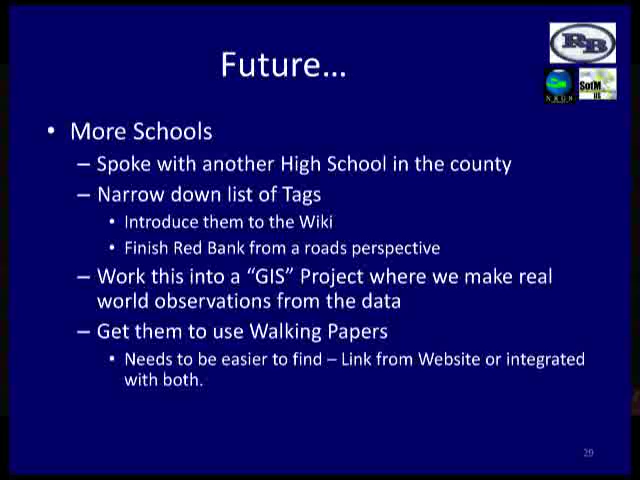 RB
SotM
US
Future…
• More Schools
– Spoke with another High School in the county
– Narrow down list of Tags
• Introduce them to the Wiki
• Finish Red Bank from a roads perspective
– Work this into a “GIS” Project where we make real
world observations from the data
– Get them to use Walking Papers
• Needs to be easier to find – Link from Website or integrated
with both.
29